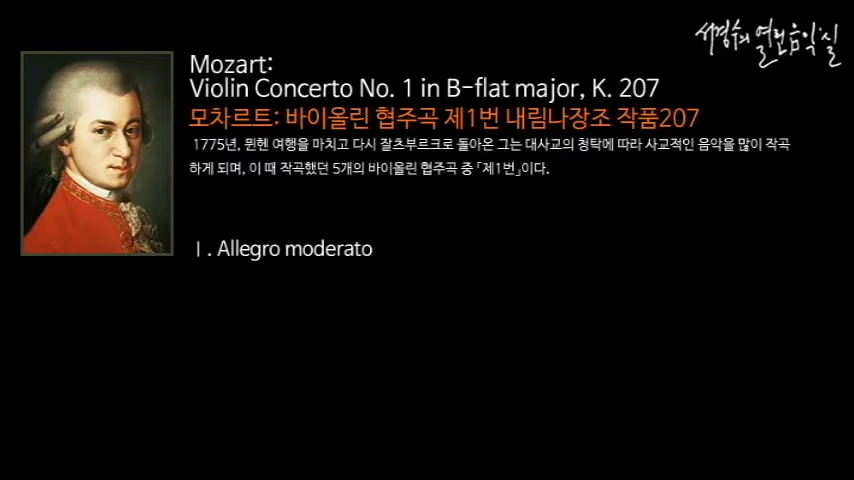 서경수의 열린음악실
Mozart:
Violin Concerto No. 1 in B-flat major, K. 207
모차르트: 바이올린 협주곡 제1번 내림나장조 작품207
1775년, 뮌헨 여행을 마치고 다시 잘츠부르크로 돌아온 그는 대사교의 청탁에 따라 사교적인 음악을 많이 작곡
하게 되며, 이 때 작곡했던 5개의 바이올린 협주곡 중 「제1번」이다.
Ⅰ. Allegro moderato